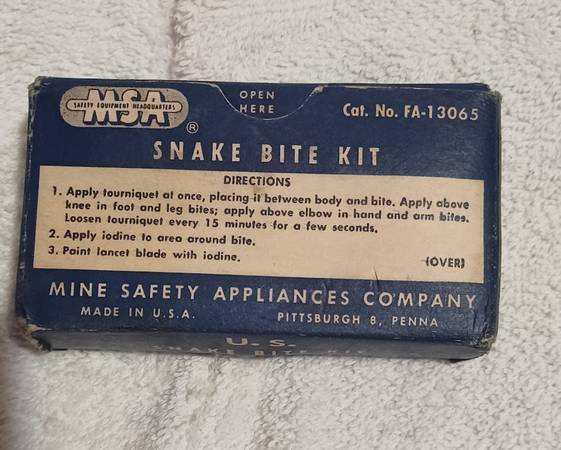 SAFETY EQUIPMENT HEADQUARTERS
MSA
®
OPEN
HERE
Cat. No. FA-13065
SNAKE BITE KIT
DIRECTIONS
1. Apply tourniquet at once, placing it between body and bite. Apply above
knee in foot and leg bites; apply above elbow in hand and arm bites.
Loosen tourniquet every 15 minutes for a few seconds.
2. Apply iodine to area around bite.
3. Paint lancet blade with iodine.
(OVER)
MINE SAFETY APPLIANCES COMPANY
MADE IN U.S.A.
PITTSBURGH 8, PENNA
U.S.
SNAKE BITE KIT